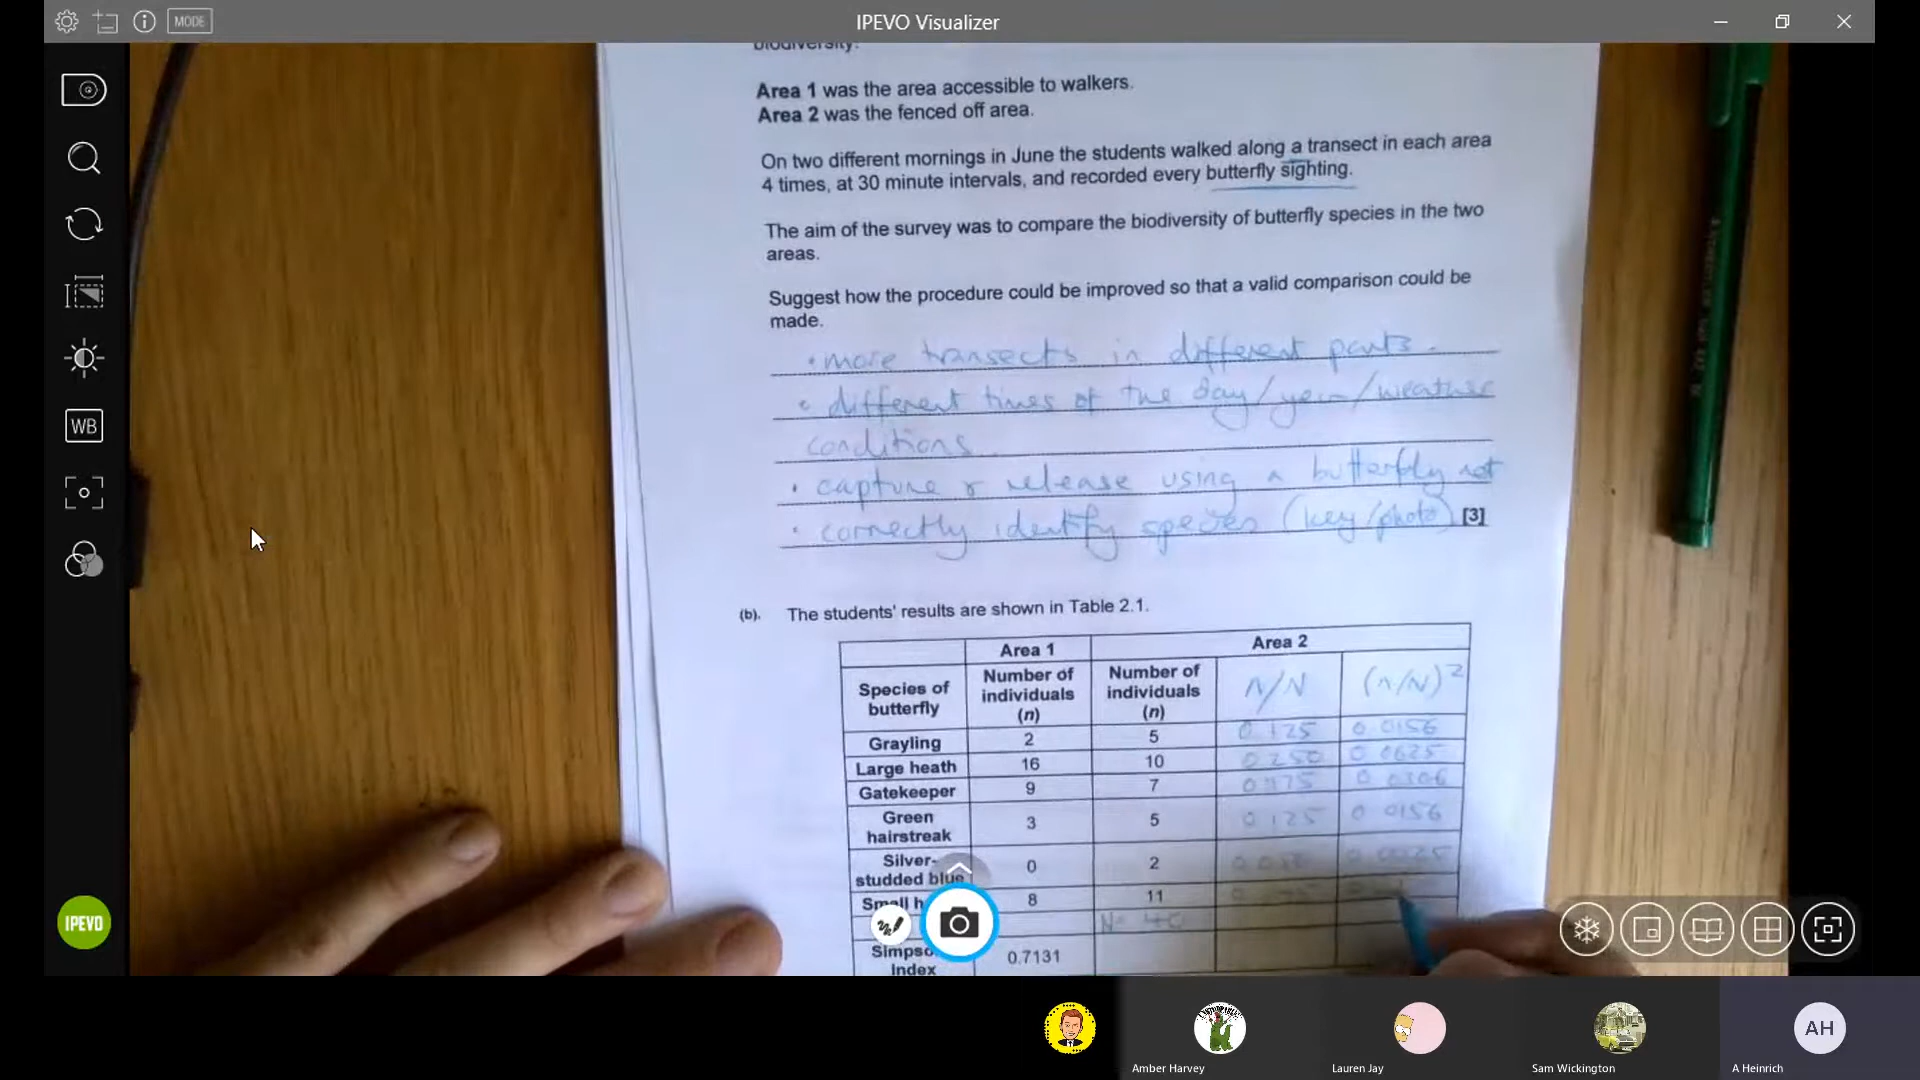 IPEVO Visualizer
MODE
biodiversity.
Area 1 was the area accessible to walkers.
Area 2 was the fenced off area.
On two different mornings in June the students walked along a transect in each area
4 times, at 30 minute intervals, and recorded every butterfly sighting.
The aim of the survey was to compare the biodiversity of butterfly species in the two
areas.
Suggest how the procedure could be improved so that a valid comparison could be
made.
• more transects in different parts.
• different times of the day/year/weather
conditions.
• capture & release using a butterfly net
• correctly identify species (key/photo) [3]
(b). The students' results are shown in Table 2.1.
Area 1 Area 2
Species of butterfly Number of individuals (n) Number of individuals (n) n/N (n/N)²
Grayling 2 5 0.125 0.0156
Large heath 16 10 0.250 0.0625
Gatekeeper 9 7 0.175 0.0306
Green hairstreak 3 5 0.125 0.0156
Silver-studded blue 0 2 0.050 0.0025
Small h 8 11
N= 40
Simpso Index 0.7131
WB
IPEVO
AH
Amber Harvey
Lauren Jay
Sam Wickington
A Heinrich